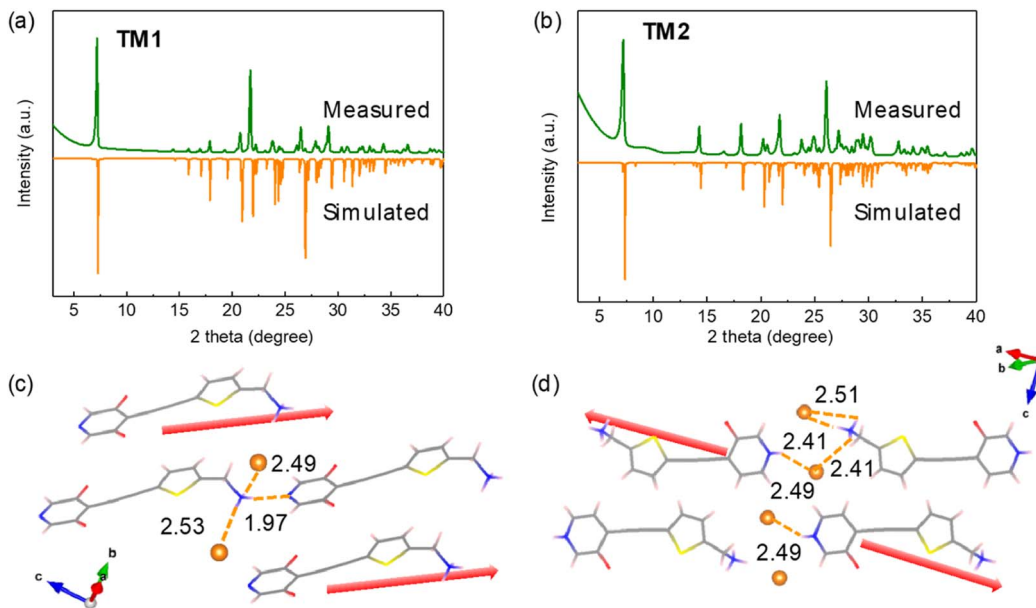 (a)
TM1
Measured
Simulated
Intensity (a.u.)
5 10 15 20 25 30 35 40
2 theta (degree)
(b)
TM2
Measured
Simulated
Intensity (a.u.)
5 10 15 20 25 30 35 40
2 theta (degree)
(c)
2.49
2.53
1.97
c
a
b
(d)
a
b
c
2.51
2.41
2.41
2.49
2.49